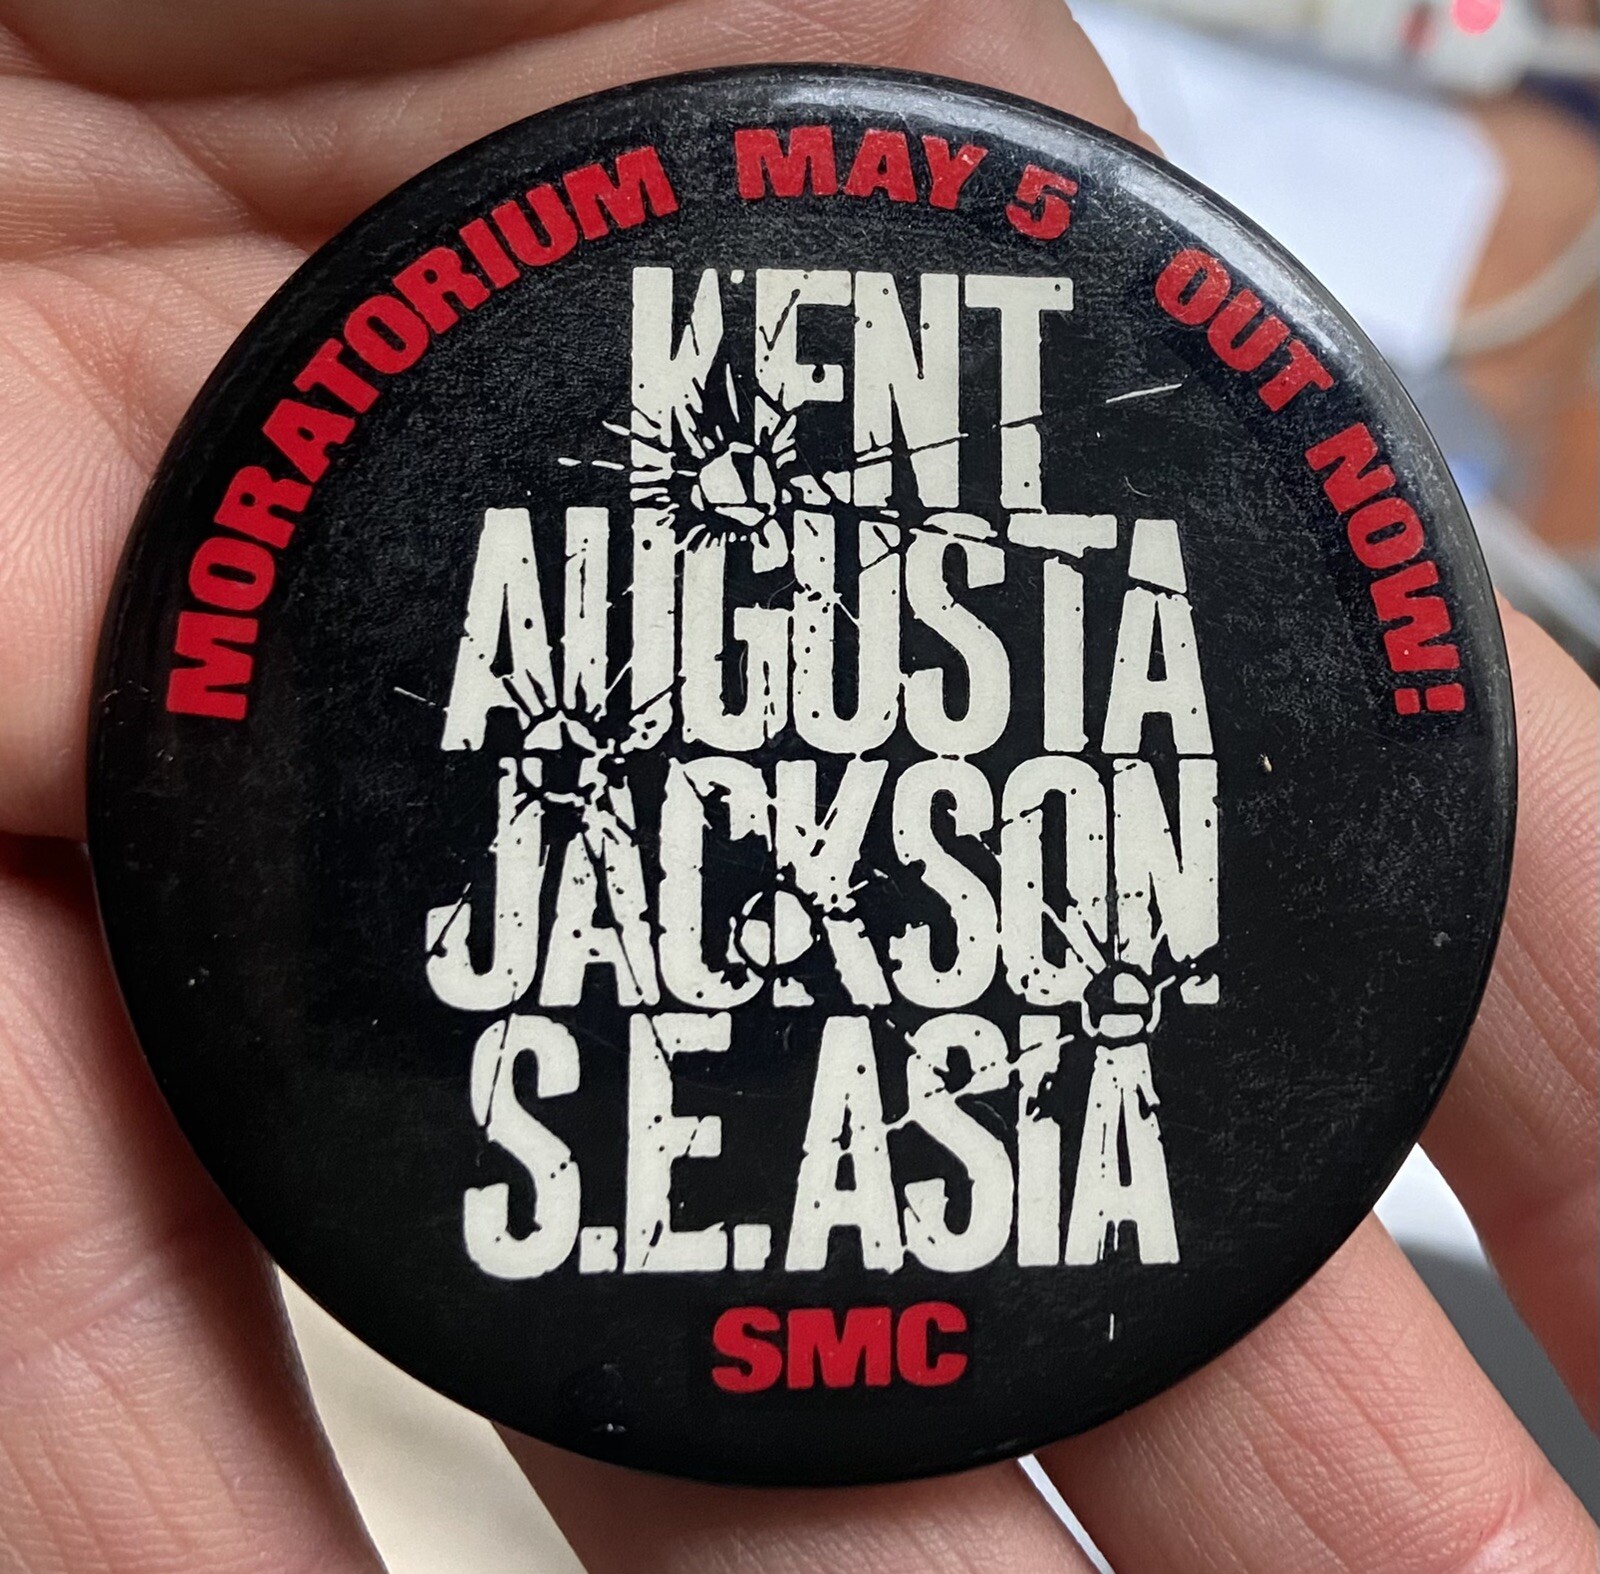 MORATORIUM MAY 5 OUT NOW!
KENT
AUGUSTA
JACKSON
S.E. ASIA
SMC